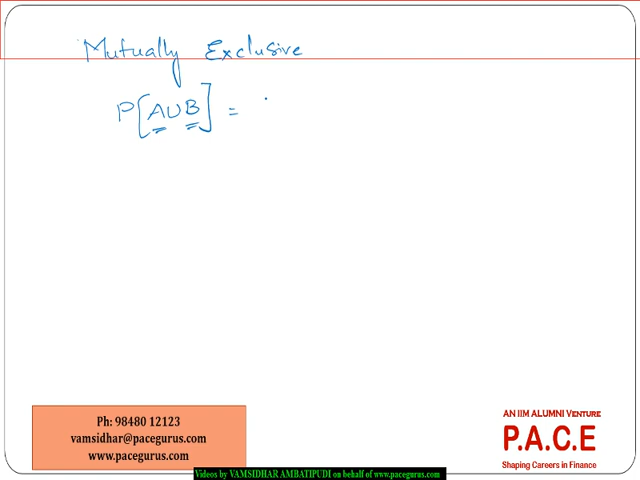 Mutually Exclusive
P[A∪B] =
Ph: 98480 12123
vamsidhar@pacegurus.com
www.pacegurus.com
AN IIM ALUMNI VENTURE
P.A.C.E
Shaping Careers in Finance
Videos by VAMSIDHAR AMBATIPUDI on behalf of www.pacegurus.com